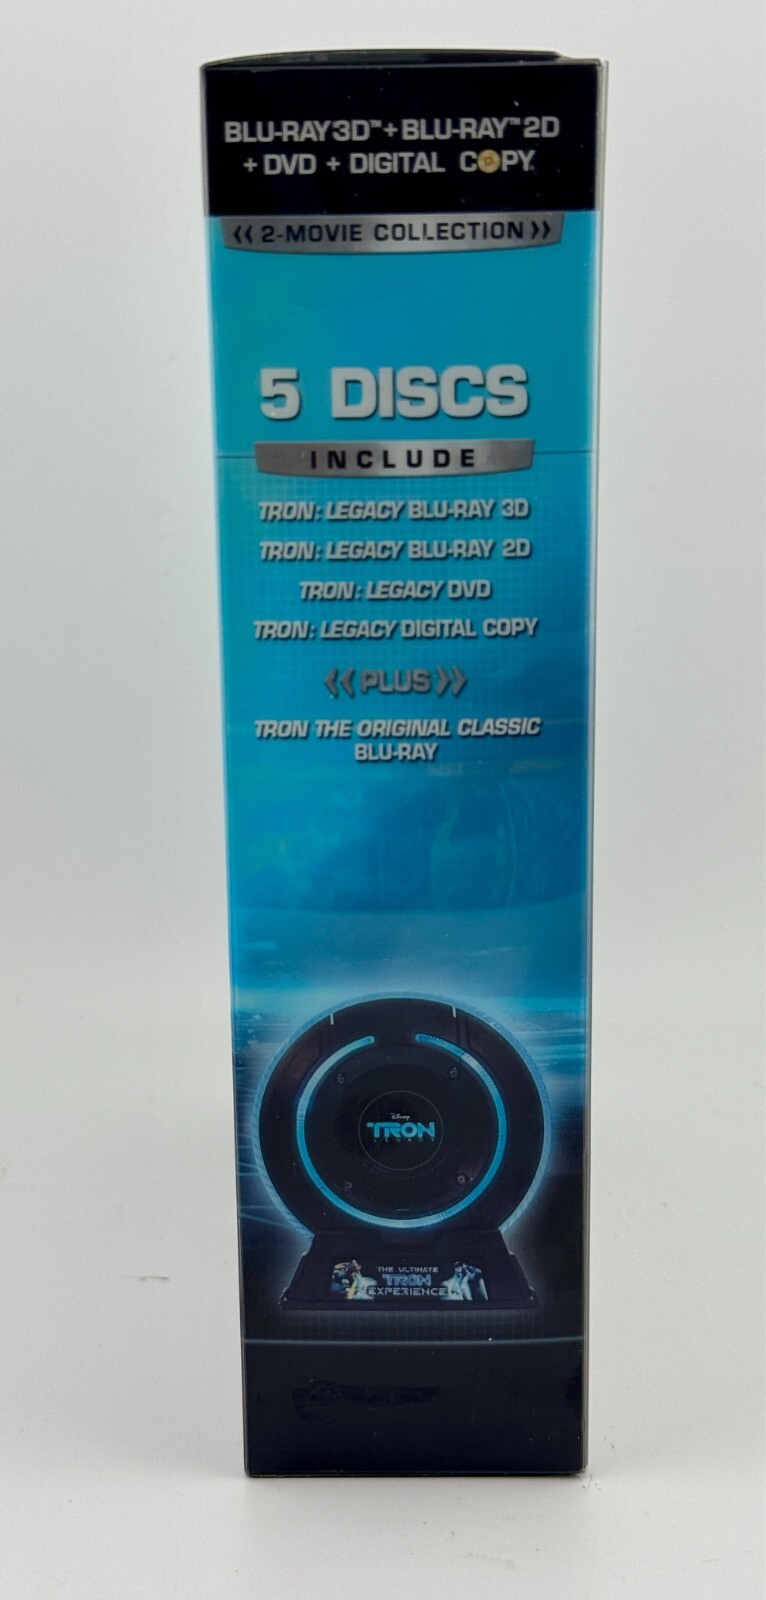 BLU-RAY 3D™ + BLU-RAY™ 2D
+ DVD + DIGITAL COPY
2-MOVIE COLLECTION
5 DISCS
INCLUDE
TRON: LEGACY BLU-RAY 3D
TRON: LEGACY BLU-RAY 2D
TRON: LEGACY DVD
TRON: LEGACY DIGITAL COPY
PLUS
TRON THE ORIGINAL CLASSIC
BLU-RAY
Disney
TRON
LEGACY
THE ULTIMATE
TRON
EXPERIENCE